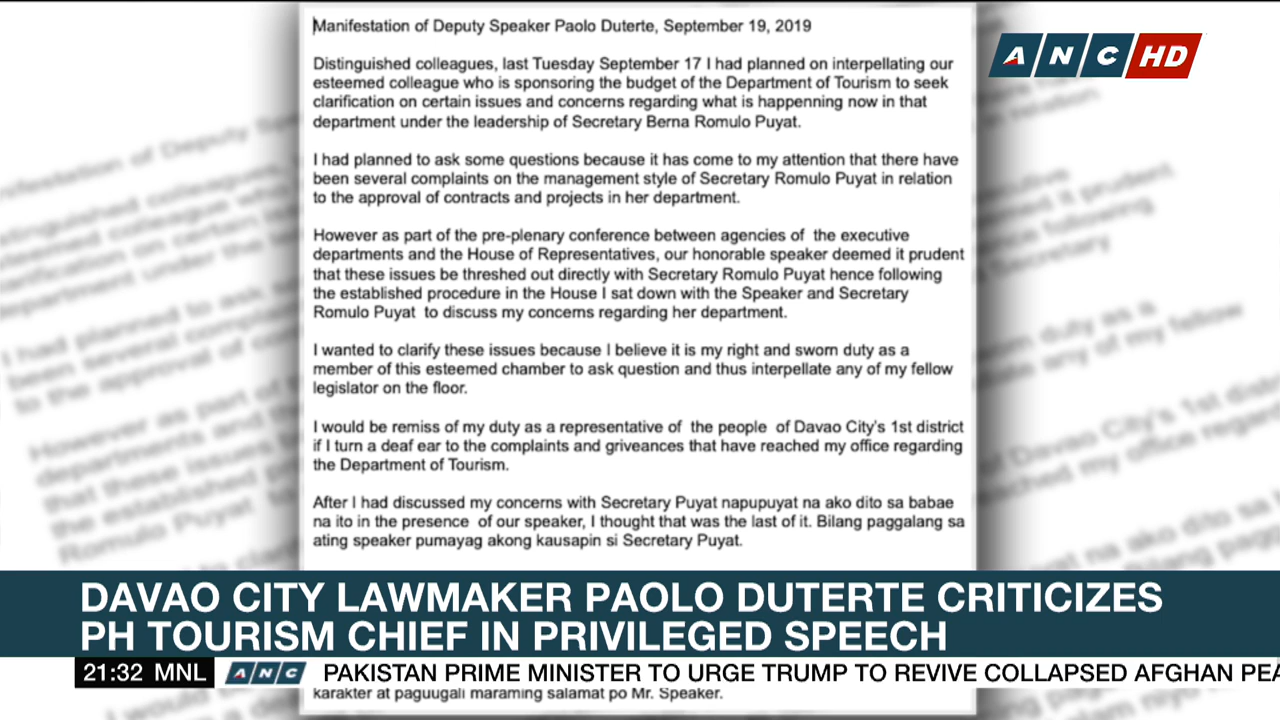 Manifestation of Deputy Speaker Paolo Duterte, September 19, 2019
Distinguished colleagues, last Tuesday September 17 I had planned on interpellating our
esteemed colleague who is sponsoring the budget of the Department of Tourism to seek
clarification on certain issues and concerns regarding what is happenning now in that
department under the leadership of Secretary Berna Romulo Puyat.
I had planned to ask some questions because it has come to my attention that there have
been several complaints on the management style of Secretary Romulo Puyat in relation
to the approval of contracts and projects in her department.
However as part of the pre-plenary conference between agencies of the executive
departments and the House of Representatives, our honorable speaker deemed it prudent
that these issues be threshed out directly with Secretary Romulo Puyat hence following
the established procedure in the House I sat down with the Speaker and Secretary
Romulo Puyat to discuss my concerns regarding her department.
I wanted to clarify these issues because I believe it is my right and sworn duty as a
member of this esteemed chamber to ask question and thus interpellate any of my fellow
legislator on the floor.
I would be remiss of my duty as a representative of the people of Davao City's 1st district
if I turn a deaf ear to the complaints and griveances that have reached my office regarding
the Department of Tourism.
After I had discussed my concerns with Secretary Puyat napupuyat na ako dito sa babae
na ito in the presence of our speaker, I thought that was the last of it. Bilang paggalang sa
ating speaker pumayag akong kausapin si Secretary Puyat.
ANC HD
DAVAO CITY LAWMAKER PAOLO DUTERTE CRITICIZES
PH TOURISM CHIEF IN PRIVILEGED SPEECH
21:32 MNL ANC PAKISTAN PRIME MINISTER TO URGE TRUMP TO REVIVE COLLAPSED AFGHAN PEA
karakter at paguugali maraming salamat po Mr. Speaker.